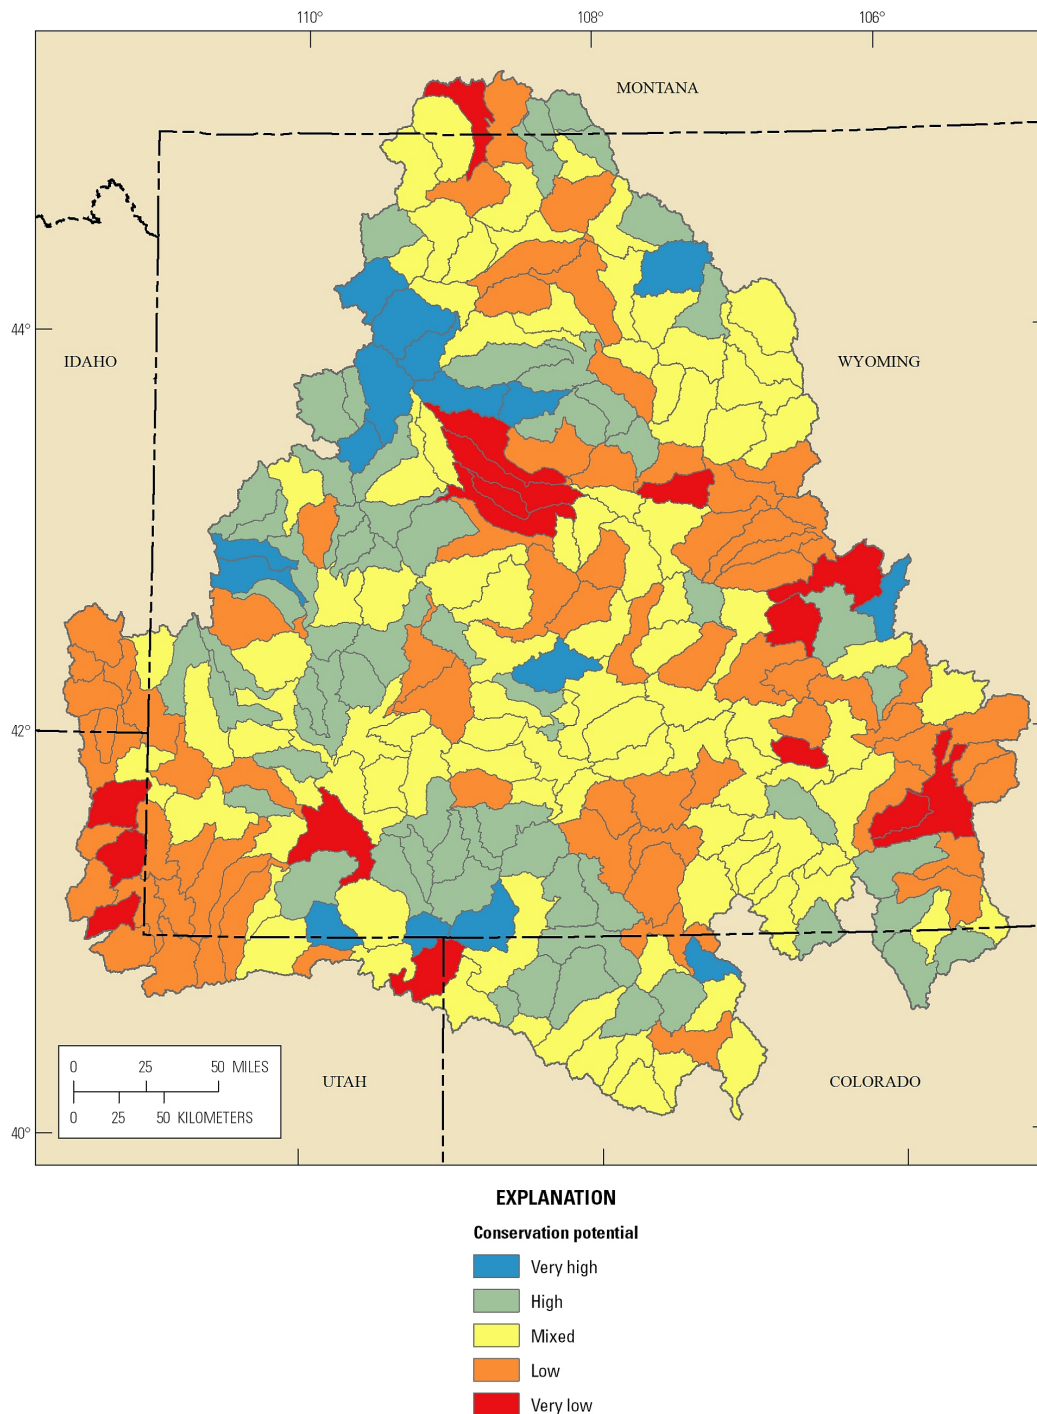 110° 108° 106°
MONTANA
44°
IDAHO WYOMING
42°
0 25 50 MILES
0 25 50 KILOMETERS
UTAH COLORADO
40°
EXPLANATION
Conservation potential
Very high
High
Mixed
Low
Very low